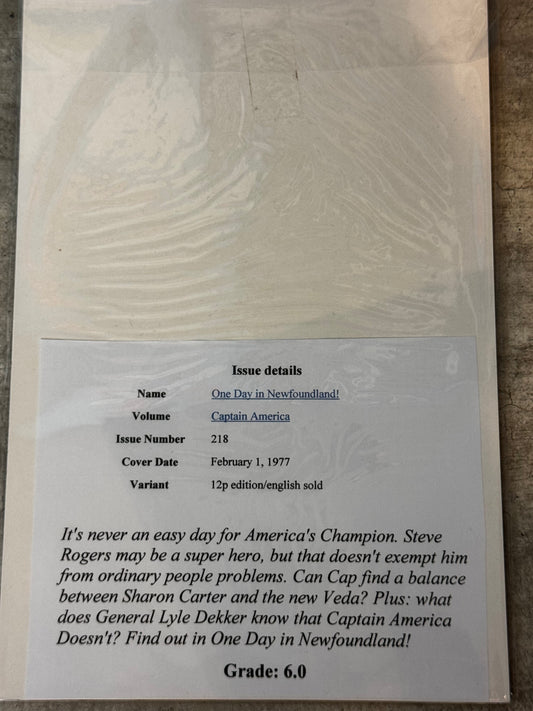 Issue details
Name One Day in Newfoundland!
Volume Captain America
Issue Number 218
Cover Date February 1, 1977
Variant 12p edition/english sold
It's never an easy day for America's Champion. Steve
Rogers may be a super hero, but that doesn't exempt him
from ordinary people problems. Can Cap find a balance
between Sharon Carter and the new Veda? Plus: what
does General Lyle Dekker know that Captain America
Doesn't? Find out in One Day in Newfoundland!
Grade: 6.0